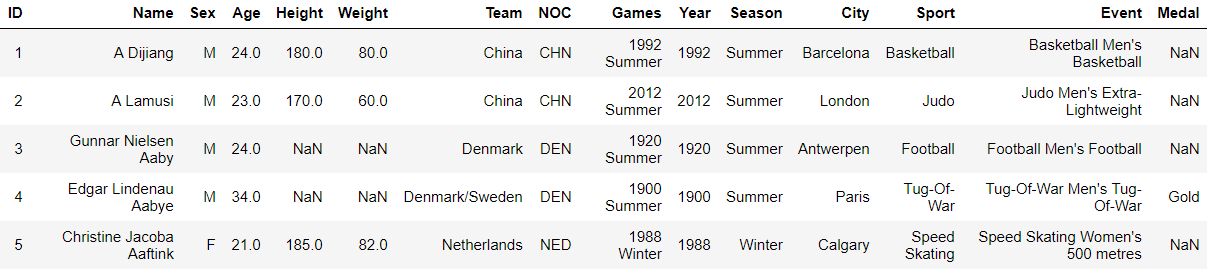 ID Name Sex Age Height Weight Team NOC Games Year Season City Sport Event Medal
1 A Dijiang M 24.0 180.0 80.0 China CHN 1992 Summer 1992 Summer Barcelona Basketball Basketball Men's Basketball NaN
2 A Lamusi M 23.0 170.0 60.0 China CHN 2012 Summer 2012 Summer London Judo Judo Men's Extra-Lightweight NaN
3 Gunnar Nielsen Aaby M 24.0 NaN NaN Denmark DEN 1920 Summer 1920 Summer Antwerpen Football Football Men's Football NaN
4 Edgar Lindenau Aabye M 34.0 NaN NaN Denmark/Sweden DEN 1900 Summer 1900 Summer Paris Tug-Of-War Tug-Of-War Men's Tug-Of-War Gold
5 Christine Jacoba Aaftink F 21.0 185.0 82.0 Netherlands NED 1988 Winter 1988 Winter Calgary Speed Skating Speed Skating Women's 500 metres NaN